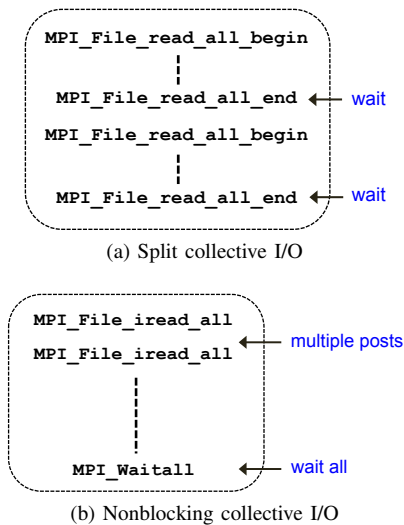 MPI_File_read_all_begin
MPI_File_read_all_end wait
MPI_File_read_all_begin
MPI_File_read_all_end wait
(a) Split collective I/O
MPI_File_iread_all
multiple posts
MPI_File_iread_all
MPI_Waitall wait all
(b) Nonblocking collective I/O